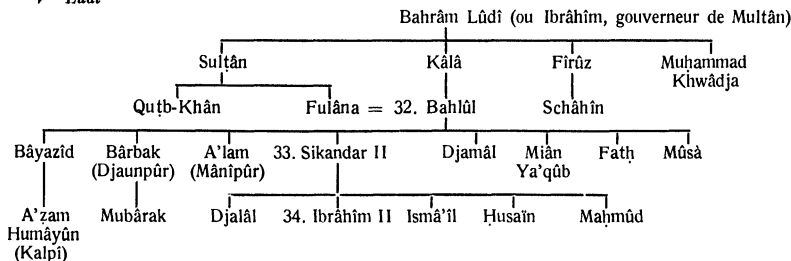 V Lûdî
Bahrâm Lûdî (ou Ibrâhîm, gouverneur de Multân)
Sulṭân Kâlâ Fîrûz Muḥammad
Khwâdja
Quṭb-Khân Fulâna = 32. Bahlûl Schâhîn
Bâyazîd Bârbak A'lam 33. Sikandar II Djamâl Miân Fatḥ Mûsà
(Djaunpûr) (Mânîpûr) Ya'qûb
A'ẓam Mubârak Djalâl 34. Ibrâhîm II Ismâ'îl Ḥusaïn Maḥmûd
Humâyûn
(Kalpî)